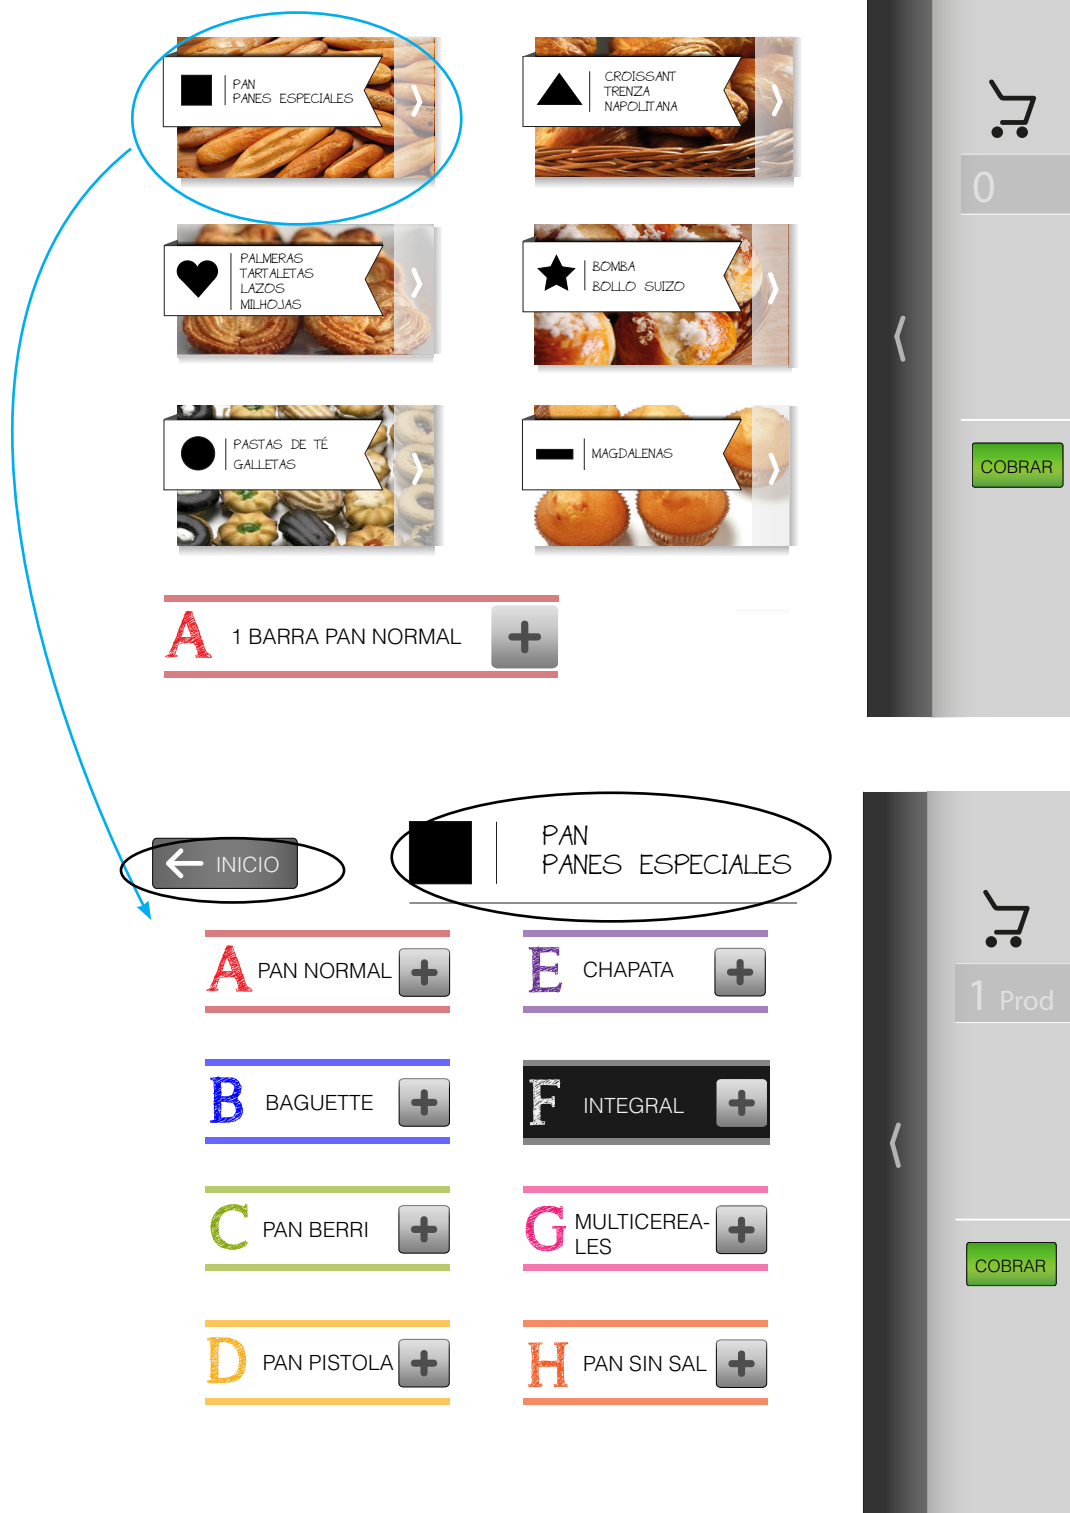 PAN
PANES ESPECIALES
CROISSANT
TRENZA
NAPOLITANA
0
PALMERAS
TARTALETAS
LAZOS
MILHOJAS
BOMBA
BOLLO SUIZO
PASTAS DE TÉ
GALLETAS
MAGDALENAS
COBRAR
A 1 BARRA PAN NORMAL
INICIO
PAN
PANES ESPECIALES
A PAN NORMAL
E CHAPATA
1 Prod
B BAGUETTE
F INTEGRAL
C PAN BERRI
G MULTICEREA-
LES
COBRAR
D PAN PISTOLA
H PAN SIN SAL